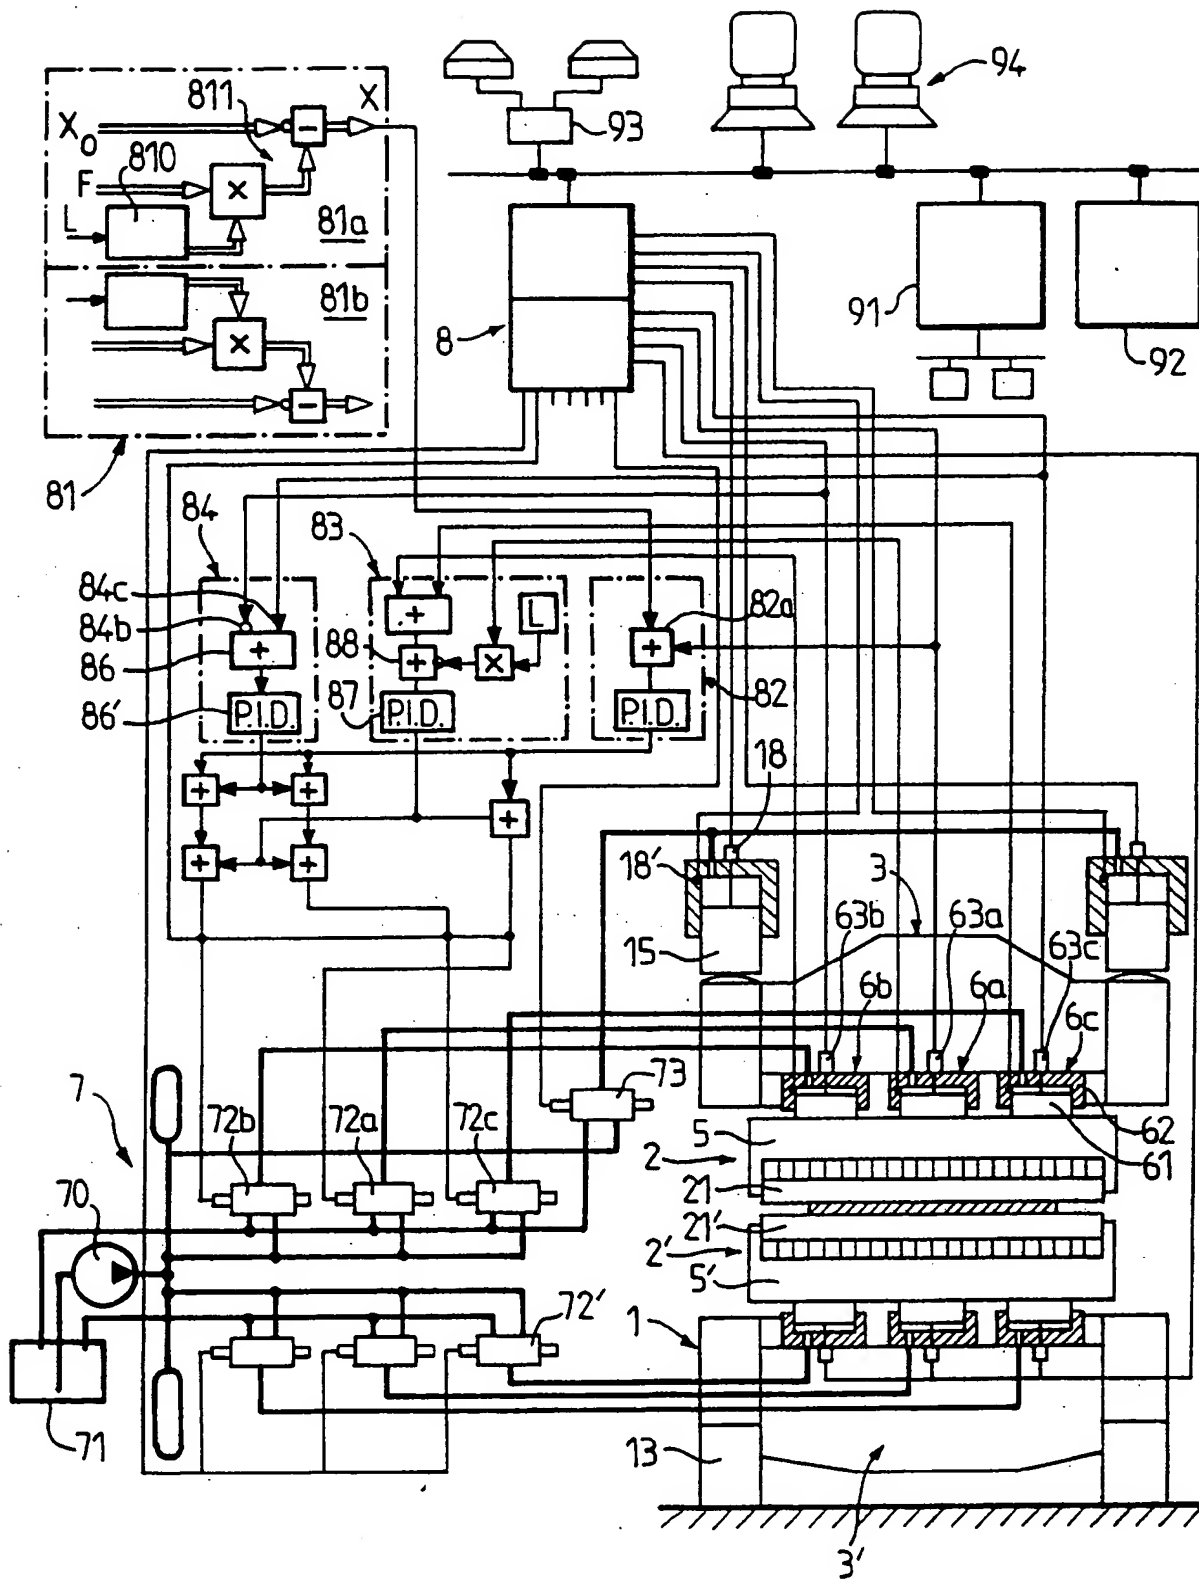 94
93
X₀
811
X
810
F
×
−
L
81a
81b
×
−
81
8
91
92
84
83
84c
84b
86
+
+
L
82a
88
+
×
+
86'
P.I.D.
87
P.I.D.
P.I.D.
82
18
+
+
+
+
+
18'
3
63b
63a
63c
15
6b
6a
6c
7
73
72b
72a
72c
5
62
2
61
70
21
21'
2'
5'
72'
1
71
13
3'